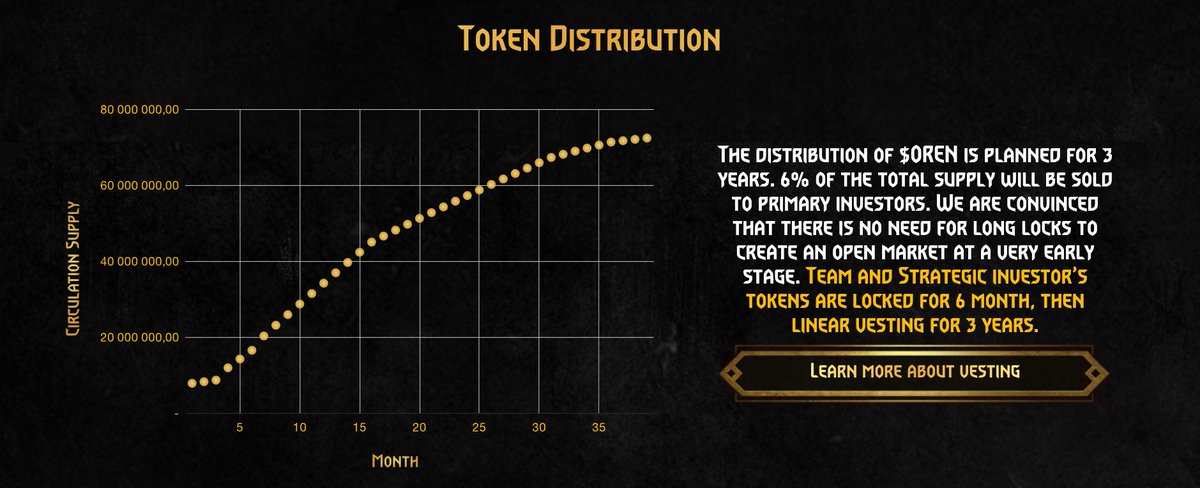 Token Distribution
80 000 000,00
60 000 000,00
40 000 000,00
20 000 000,00
-
Circulation Supply
5 10 15 20 25 30 35
Month
The distribution of $OREN is planned for 3
years. 6% of the total supply will be sold
to primary investors. We are convinced
that there is no need for long locks to
create an open market at a very early
stage. Team and Strategic investor's
tokens are locked for 6 month, then
linear vesting for 3 years.
Learn more about vesting